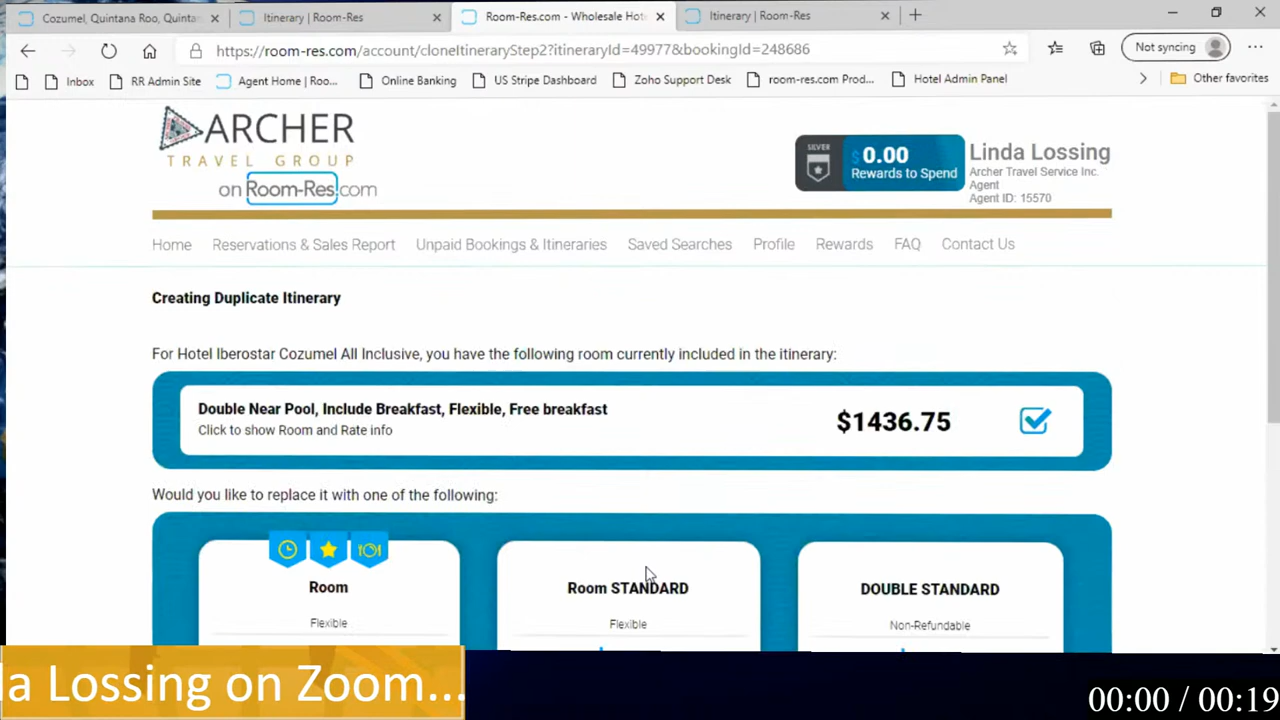 Cozumel, Quintana Roo, Quintan
Itinerary | Room-Res
Room-Res.com - Wholesale Hote
Itinerary | Room-Res
https://room-res.com/account/cloneItineraryStep2?itineraryId=49977&bookingId=248686
Not syncing
Inbox
RR Admin Site
Agent Home | Roo...
Online Banking
US Stripe Dashboard
Zoho Support Desk
room-res.com Prod...
Hotel Admin Panel
Other favorites
ARCHER
TRAVEL GROUP
on Room-Res.com
SILVER
$0.00
Rewards to Spend
Linda Lossing
Archer Travel Service Inc.
Agent
Agent ID: 15570
Home
Reservations & Sales Report
Unpaid Bookings & Itineraries
Saved Searches
Profile
Rewards
FAQ
Contact Us
Creating Duplicate Itinerary
For Hotel Iberostar Cozumel All Inclusive, you have the following room currently included in the itinerary:
Double Near Pool, Include Breakfast, Flexible, Free breakfast
Click to show Room and Rate info
$1436.75
Would you like to replace it with one of the following:
Room
Flexible
Room STANDARD
Flexible
DOUBLE STANDARD
Non-Refundable
da Lossing on Zoom...
00:00 / 00:19